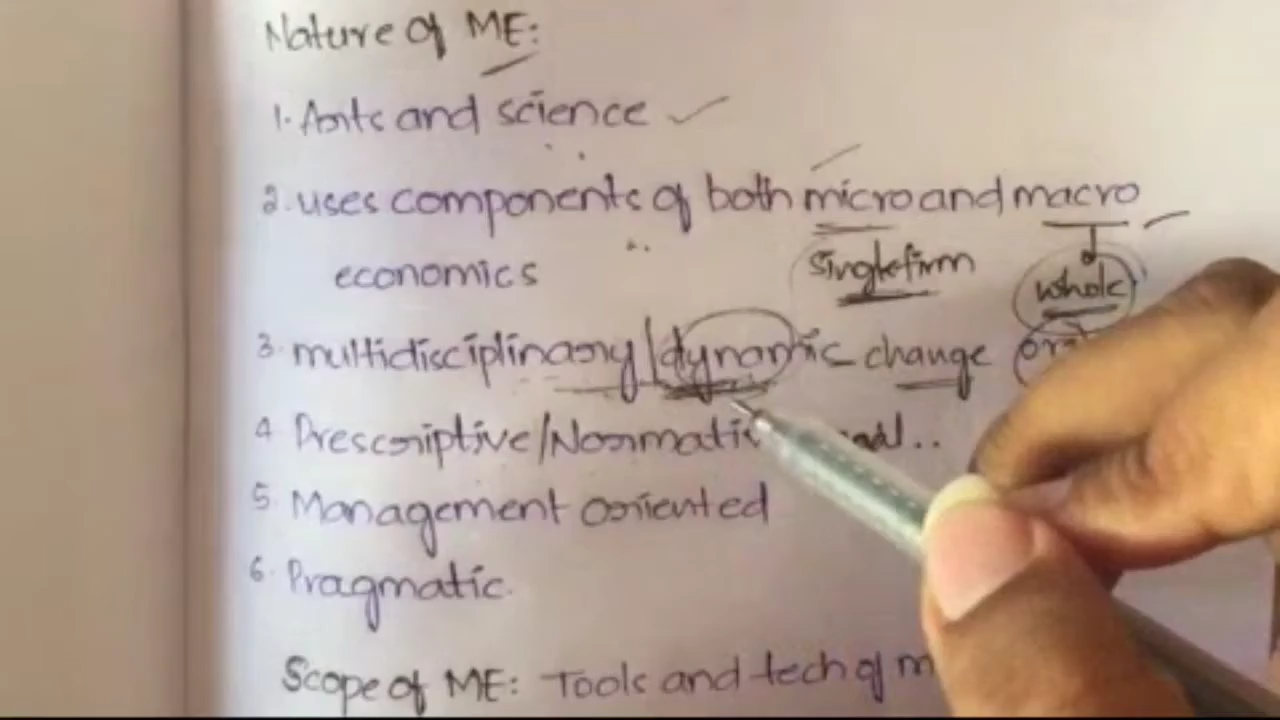 Nature of ME:
1. Arts and science
2. uses components of both micro and macro
economics
single firm
whole
3. multidisciplinary/dynamic change
4 Prescriptive/Normative
5. Management oriented
6. Pragmatic.
Scope of ME: Tools and tech of m